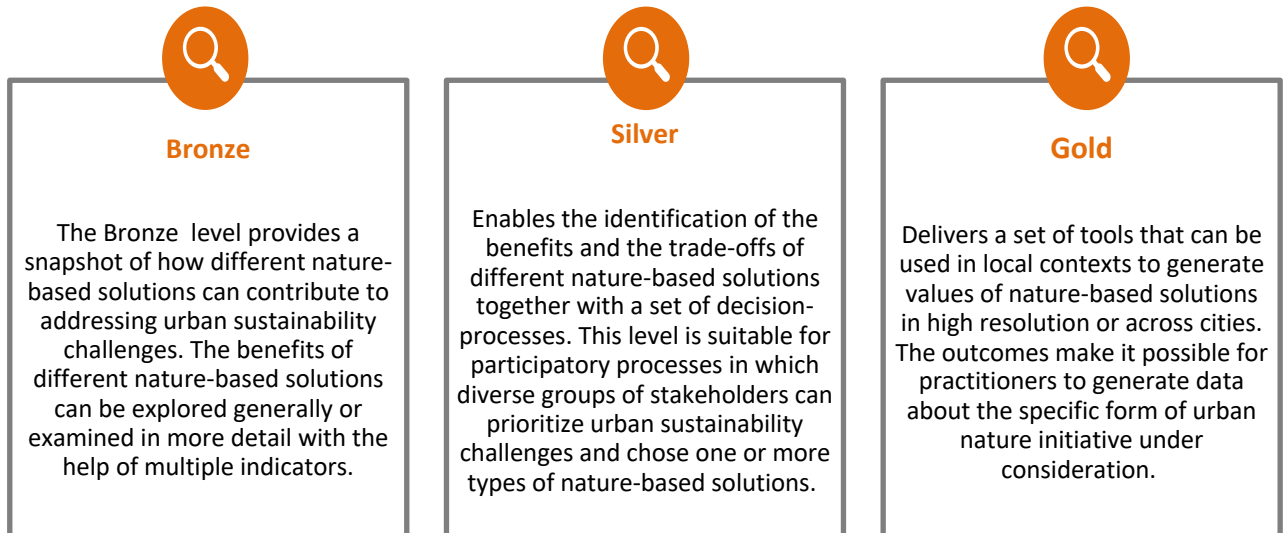 Bronze
The Bronze  level provides a
snapshot of how different nature-
based solutions can contribute to
addressing urban sustainability
challenges. The benefits of
different nature-based solutions
can be explored generally or
examined in more detail with the
help of multiple indicators.
Silver
Enables the identification of the
benefits and the trade-offs of
different nature-based solutions
together with a set of decision-
processes. This level is suitable for
participatory processes in which
diverse groups of stakeholders can
prioritize urban sustainability
challenges and chose one or more
types of nature-based solutions.
Gold
Delivers a set of tools that can be
used in local contexts to generate
values of nature-based solutions
in high resolution or across cities.
The outcomes make it possible for
practitioners to generate data
about the specific form of urban
nature initiative under
consideration.